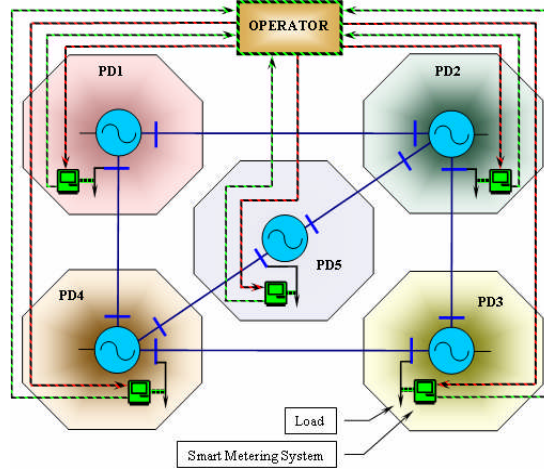 OPERATOR
PD1
PD2
PD5
PD4
PD3
Load
Smart Metering System